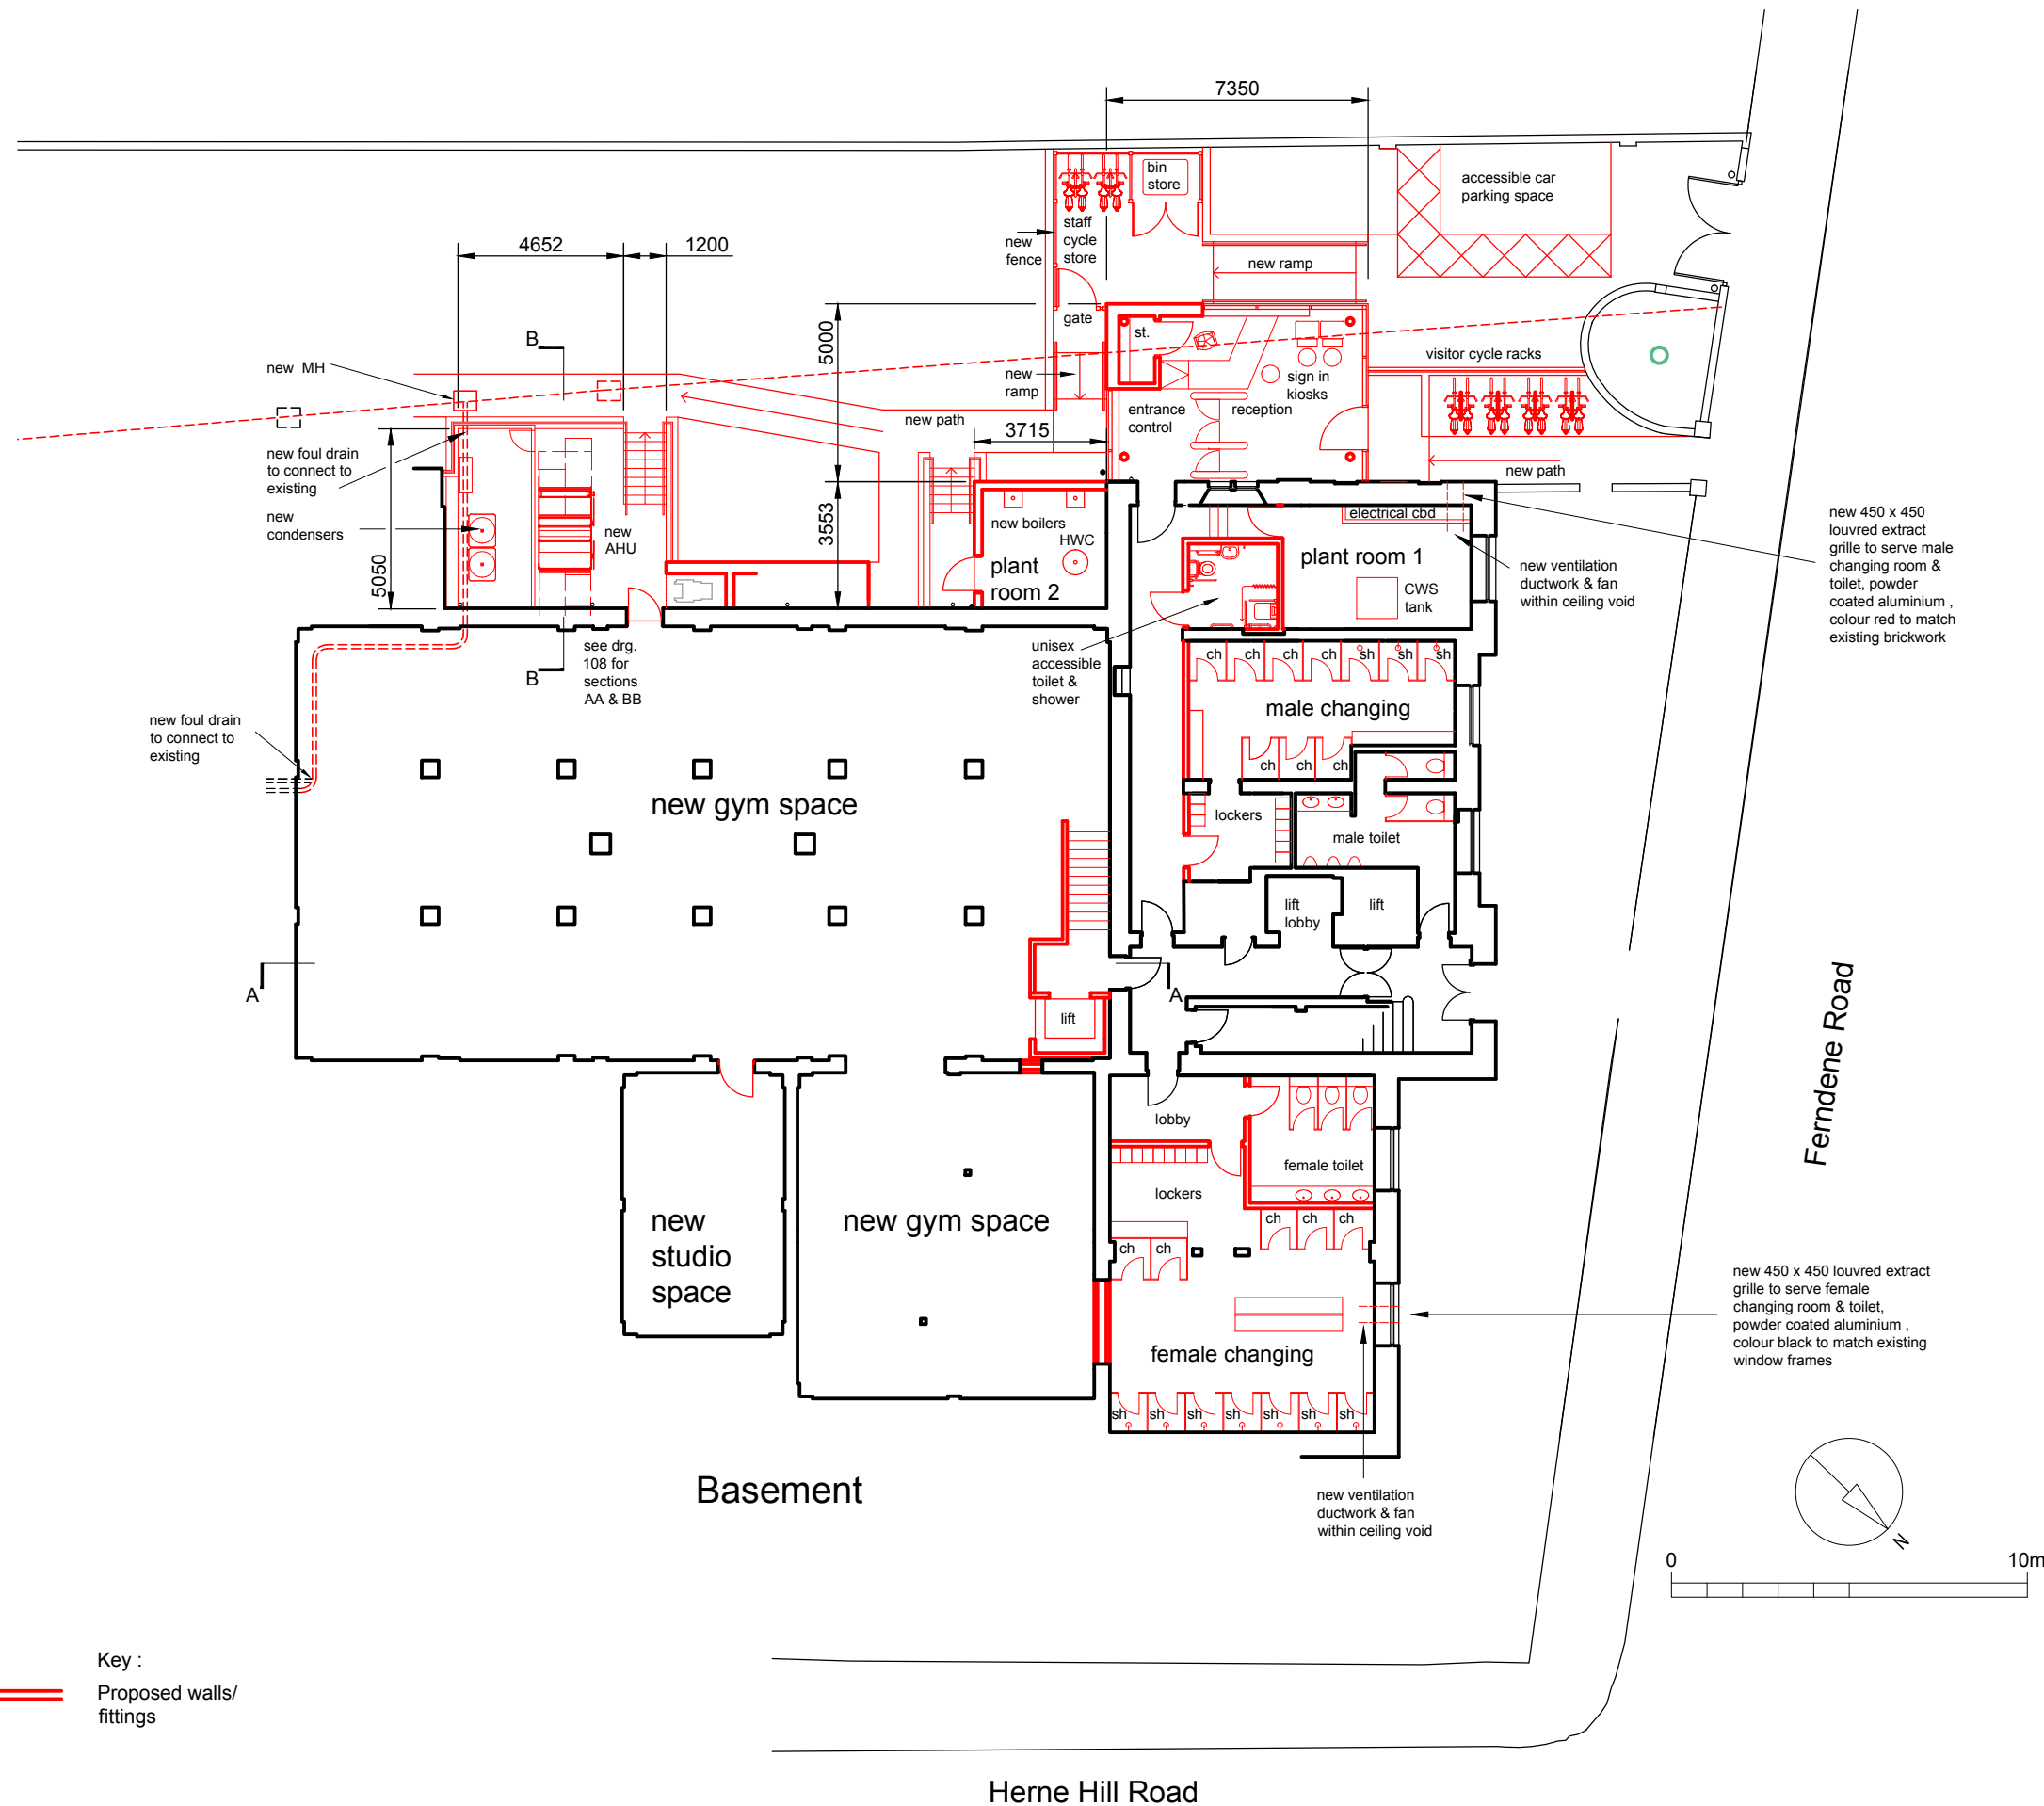 7350
bin
store
accessible car
parking space
staff
cycle
store
new
fence
4652
1200
new ramp
gate
5000
st.
B
new MH
visitor cycle racks
new
ramp
sign in
kiosks
entrance
control
reception
new path
3715
new foul drain
to connect to
existing
new path
new
condensers
5050
new
AHU
3553
new boilers
HWC
plant
room 2
electrical cbd
plant room 1
CWS
tank
new ventilation
ductwork & fan
within ceiling void
new 450 x 450
louvred extract
grille to serve male
changing room &
toilet, powder
coated aluminium ,
colour red to match
existing brickwork
B
see drg.
108 for
sections
AA & BB
unisex
accessible
toilet &
shower
ch
ch
ch
ch
sh
sh
sh
male changing
ch
ch
ch
new foul drain
to connect to
existing
new gym space
lockers
male toilet
lift
lobby
lift
A
A
lift
Ferndene Road
lobby
female toilet
lockers
new
studio
space
new gym space
ch
ch
ch
ch
ch
female changing
new 450 x 450 louvred extract
grille to serve female
changing room & toilet,
powder coated aluminium ,
colour black to match existing
window frames
sh
sh
sh
sh
sh
sh
sh
Basement
new ventilation
ductwork & fan
within ceiling void
N
0
10m
Key :
Proposed walls/
fittings
Herne Hill Road